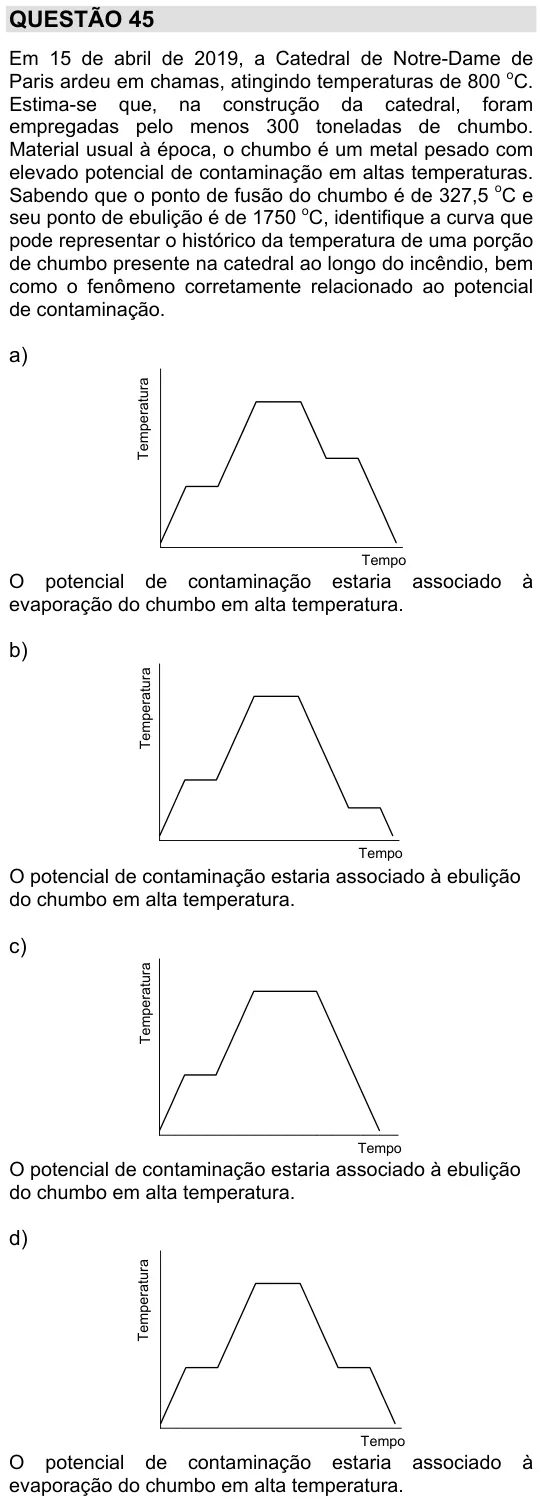 QUESTÃO 45
Em 15 de abril de 2019, a Catedral de Notre-Dame de
Paris ardeu em chamas, atingindo temperaturas de 800 ºC.
Estima-se que, na construção da catedral, foram
empregadas pelo menos 300 toneladas de chumbo.
Material usual à época, o chumbo é um metal pesado com
elevado potencial de contaminação em altas temperaturas.
Sabendo que o ponto de fusão do chumbo é de 327,5 ºC e
seu ponto de ebulição é de 1750 ºC, identifique a curva que
pode representar o histórico da temperatura de uma porção
de chumbo presente na catedral ao longo do incêndio, bem
como o fenômeno corretamente relacionado ao potencial
de contaminação.
a)
Temperatura
Tempo
O potencial de contaminação estaria associado à
evaporação do chumbo em alta temperatura.
b)
Temperatura
Tempo
O potencial de contaminação estaria associado à ebulição
do chumbo em alta temperatura.
c)
Temperatura
Tempo
O potencial de contaminação estaria associado à ebulição
do chumbo em alta temperatura.
d)
Temperatura
Tempo
O potencial de contaminação estaria associado à
evaporação do chumbo em alta temperatura.